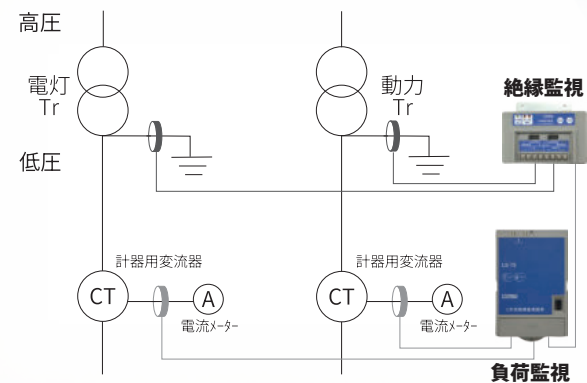 高圧
電灯
Tr
動力
Tr
絶縁監視
低圧
計器用変流器
計器用変流器
CT
A
CT
A
電流メーター
電流メーター
負荷監視